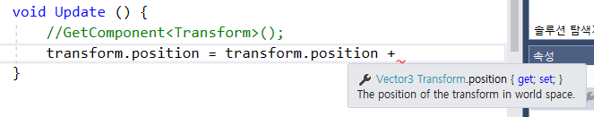 void Update () {
//GetComponent<Transform>();
transform.position = transform.position +
}
Vector3 Transform.position { get; set; }
The position of the transform in world space.
솔루션 탐색기
속성